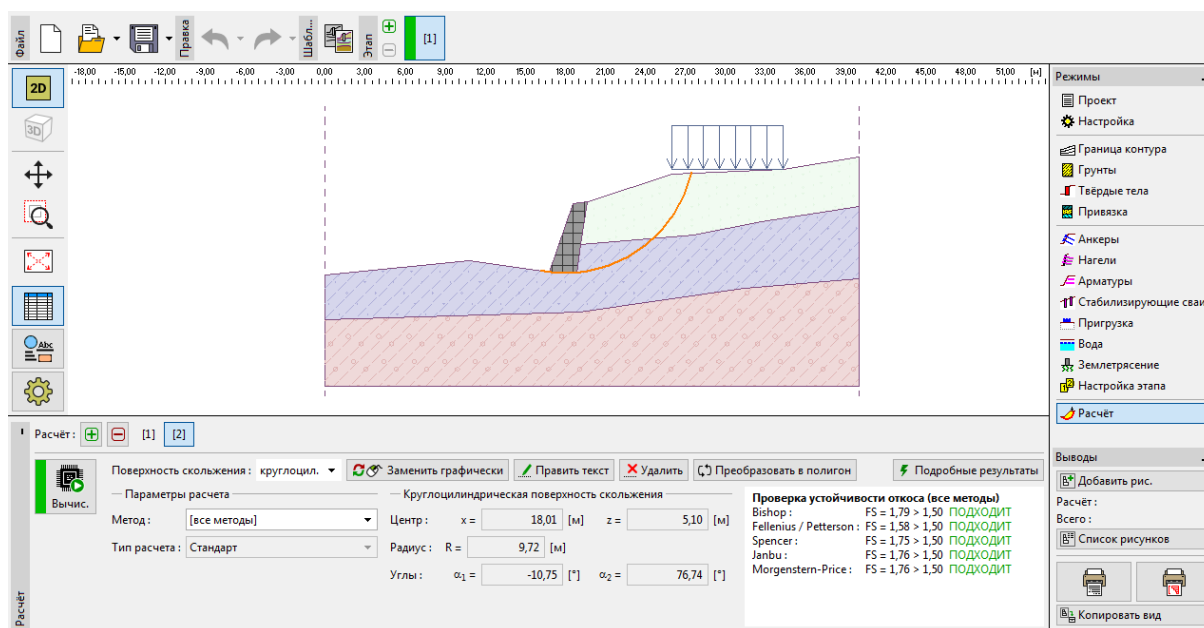 Файл
Правка
Шабл...
Этап
[1]
-18,00 -15,00 -12,00 -9,00 -6,00 -3,00 0,00 3,00 6,00 9,00 12,00 15,00 18,00 21,00 24,00 27,00 30,00 33,00 36,00 39,00 42,00 45,00 48,00 51,00 [м]
2D
3D
Abc
Режимы
Проект
Настройка
Граница контура
Грунты
Твёрдые тела
Привязка
Анкеры
Нагели
Арматуры
Стабилизирующие сваи
Пригрузка
Вода
Землетрясение
Настройка этапа
Расчёт
Расчёт : [1] [2]
Вычис.
Поверхность скольжения : круглоцил. Заменить графически Править текст Удалить Преобразовать в полигон Подробные результаты
Параметры расчета
Метод : [все методы]
Тип расчета : Стандарт
Круглоцилиндрическая поверхность скольжения
Центр : x = 18,01 [м] z = 5,10 [м]
Радиус : R = 9,72 [м]
Углы : α₁ = -10,75 [°] α₂ = 76,74 [°]
Проверка устойчивости откоса (все методы)
Bishop : FS = 1,79 > 1,50 ПОДХОДИТ
Fellenius / Petterson : FS = 1,58 > 1,50 ПОДХОДИТ
Spencer : FS = 1,75 > 1,50 ПОДХОДИТ
Janbu : FS = 1,76 > 1,50 ПОДХОДИТ
Morgenstern-Price : FS = 1,76 > 1,50 ПОДХОДИТ
Расчёт
Выводы
Добавить рис.
Расчёт :
Всего :
Список рисунков
Копировать вид